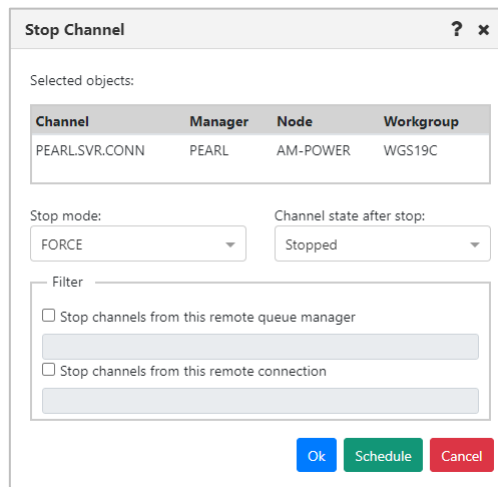 Stop Channel ? ×
Selected objects:
Channel Manager Node Workgroup
PEARL.SVR.CONN PEARL AM-POWER WGS19C
Stop mode: Channel state after stop:
FORCE Stopped
Filter
Stop channels from this remote queue manager
Stop channels from this remote connection
Ok Schedule Cancel